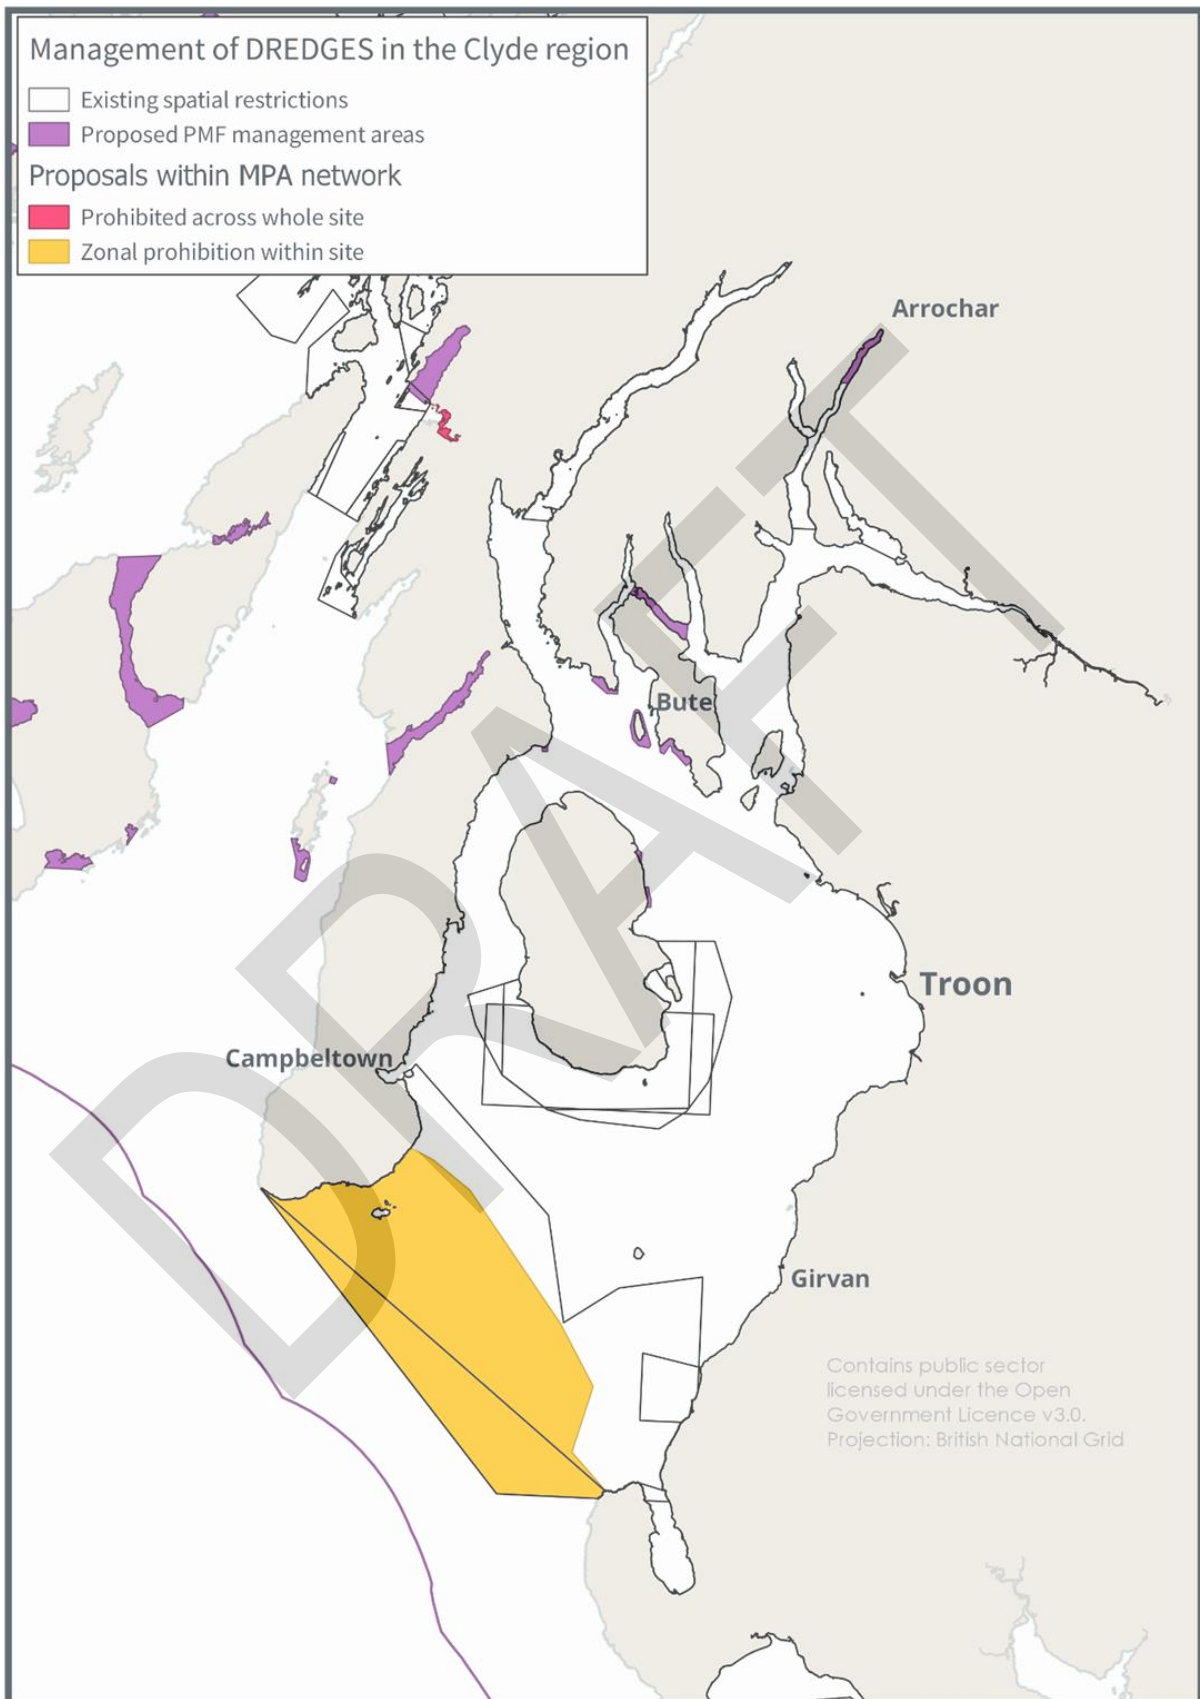 Management of DREDGES in the Clyde region
Existing spatial restrictions
Proposed PMF management areas
Proposals within MPA network
Prohibited across whole site
Zonal prohibition within site
Arrochar
Bute
Troon
Campbeltown
Girvan
Contains public sector
licensed under the Open
Government Licence v3.0.
Projection: British National Grid
DRAFT